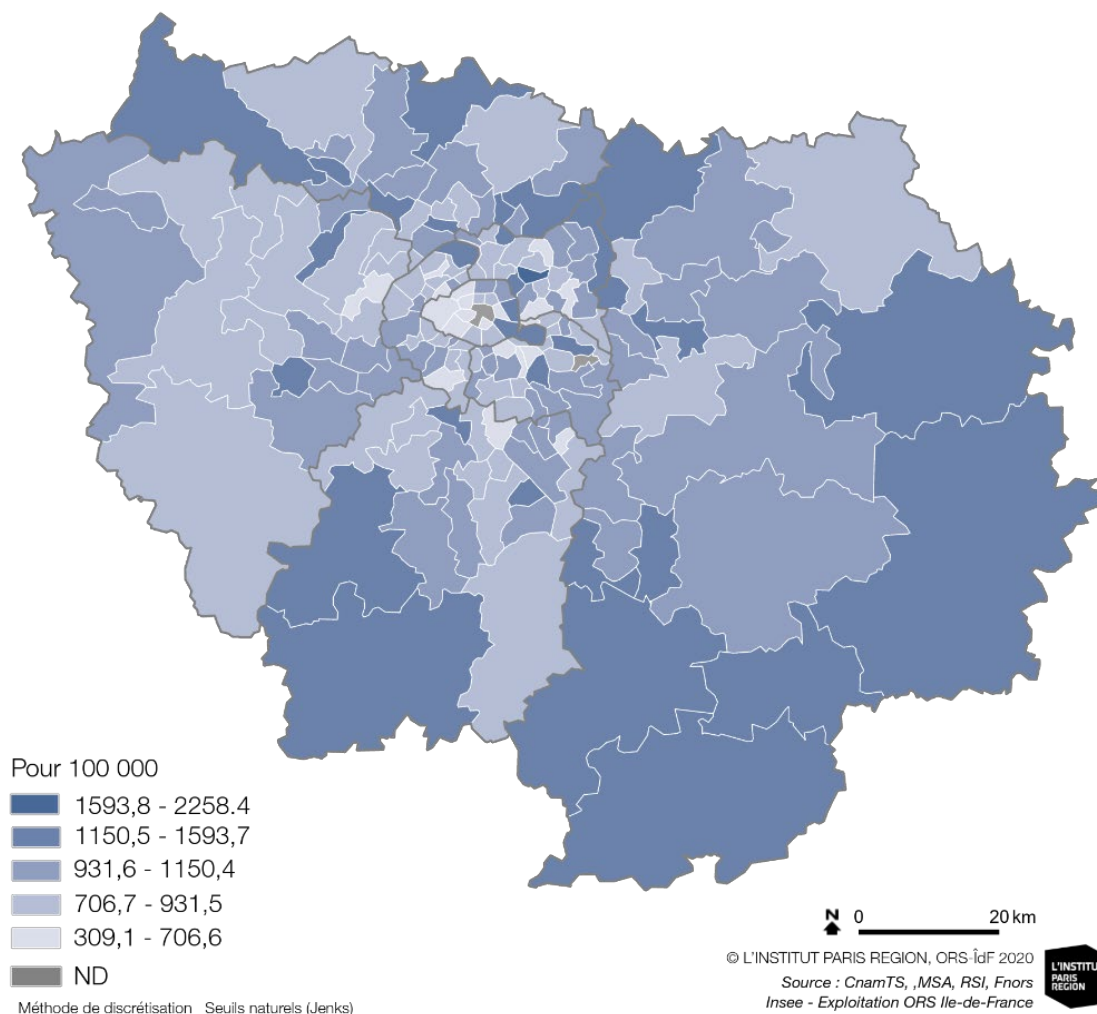 Pour 100 000
1593,8 - 2258.4
1150,5 - 1593,7
931,6 - 1150,4
706,7 - 931,5
309,1 - 706,6
ND
Méthode de discrétisation Seuils naturels (Jenks)
N 0 20 km
© L'INSTITUT PARIS REGION, ORS-ÎdF 2020
Source : CnamTS, ,MSA, RSI, Fnors
Insee - Exploitation ORS Ile-de-France
L'INSTITU
PARIS
REGION